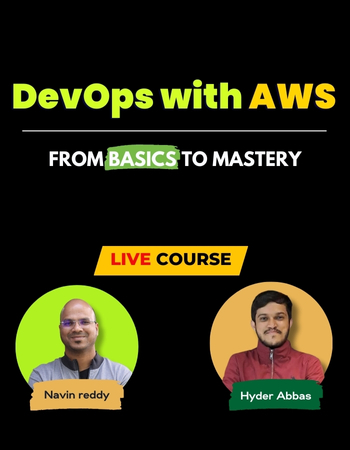 DevOps with AWS
FROM BASICS TO MASTERY
LIVE COURSE
Navin reddy
Hyder Abbas